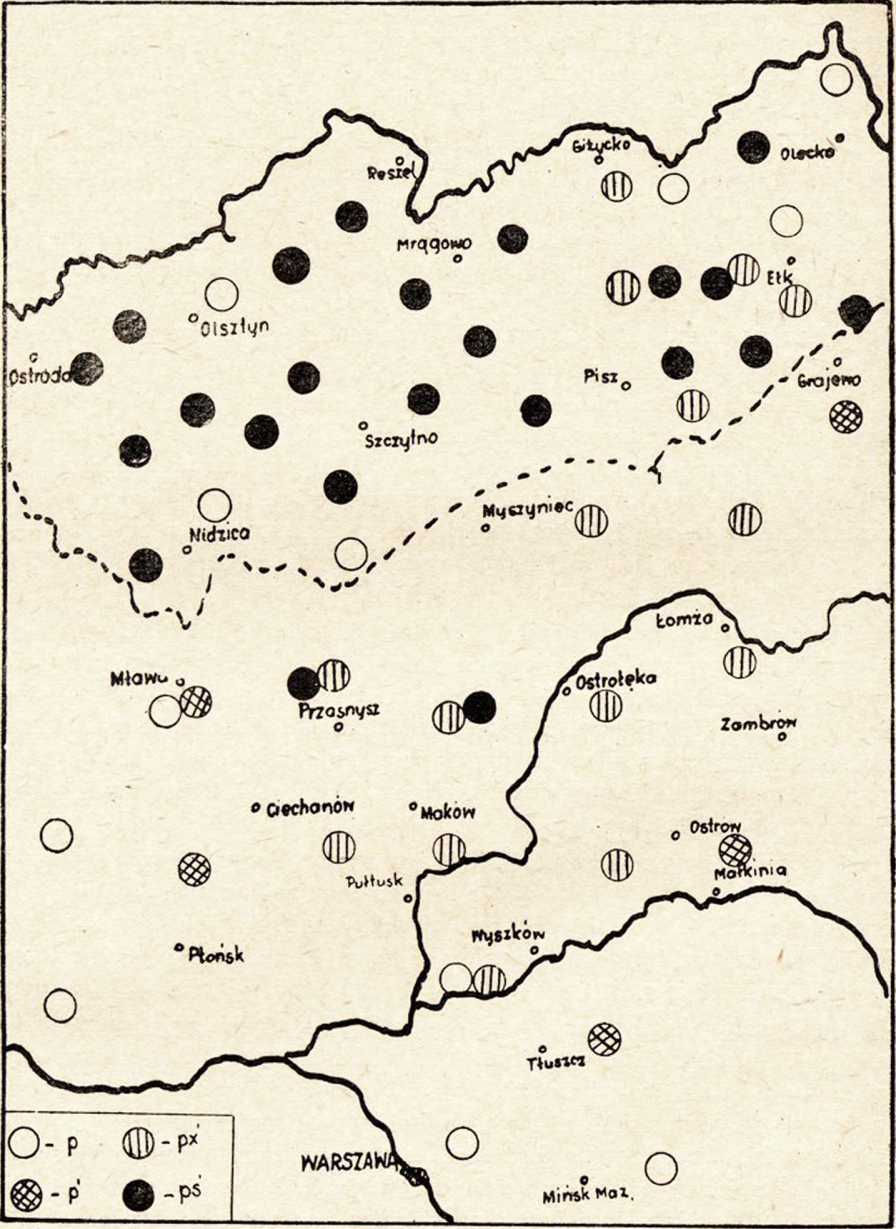 Giżycko
Olecko
Reszel
Mrągowo
Ełk
Olsztyn
Ostróda
Pisz
Grajewo
Szczytno
Myszyniec
Nidzica
Łomża
Mława
Ostrołęka
Przasnysz
Zambrów
Ciechanów
Maków
Ostrów
Pułtusk
Małkinia
Wyszków
Płońsk
Tłuszcz
- p
- px́
WARSZAWA
- p'
- pś
Mińsk Maz.